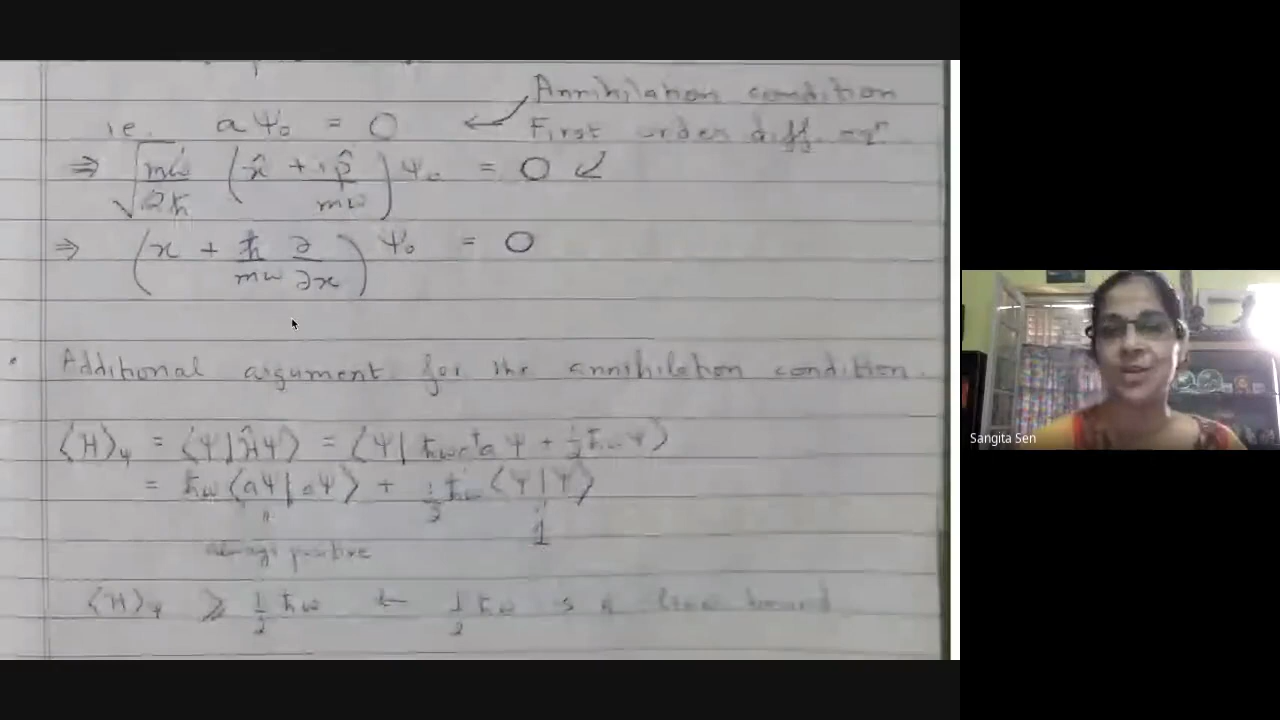 Annihilation condition
i.e. aΨ₀ = 0 ← First order diff. eqⁿ
⇒ √(mω/2ħ) (x̂ + ip̂/mω) Ψ₀ = 0 ↙
⇒ (x + ħ/mω ∂/∂x) Ψ₀ = 0
• Additional argument for the annihilation condition.
⟨H⟩ψ = ⟨Ψ|ĤΨ⟩ = ⟨Ψ| ħωa†aΨ + ½ħωΨ⟩
= ħω⟨aΨ|aΨ⟩ + ½ħω⟨Ψ|Ψ⟩
always positive
1
⟨H⟩ψ ⩾ ½ħω ← ½ħω is a bound
Sangita Sen